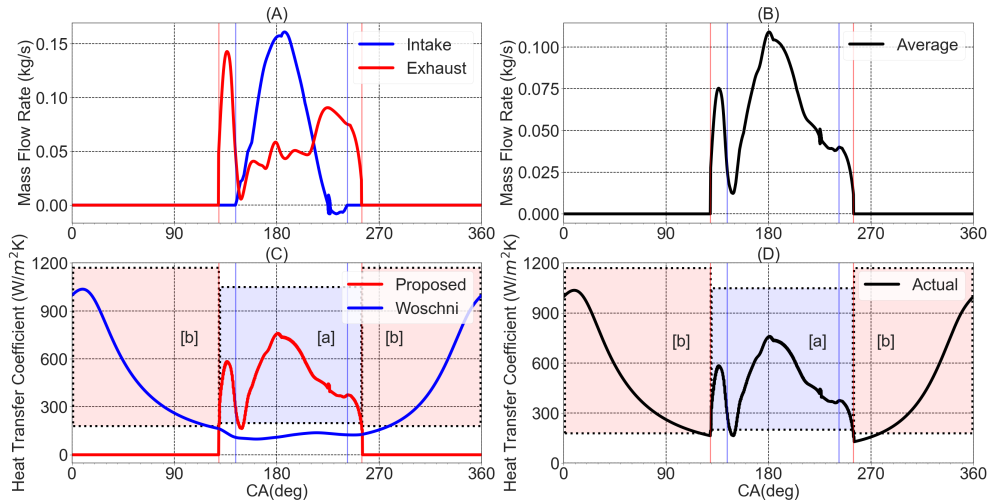 (A)
Mass Flow Rate (kg/s)
0.15
0.10
0.05
0.00
Intake
Exhaust
0
90
180
270
360
(B)
Mass Flow Rate (kg/s)
0.100
0.075
0.050
0.025
0.000
Average
0
90
180
270
360
(C)
Heat Transfer Coefficient (W/m²K)
1200
900
600
300
0
Proposed
Woschni
[b]
[a]
[b]
0
90
180
270
360
CA(deg)
(D)
Heat Transfer Coefficient (W/m²K)
1200
900
600
300
0
Actual
[b]
[a]
[b]
0
90
180
270
360
CA(deg)